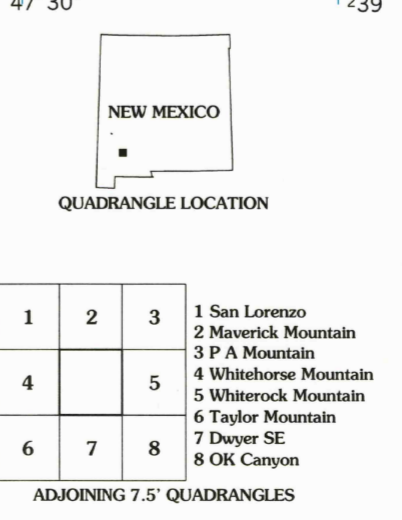 47' 30"
239
NEW MEXICO
QUADRANGLE LOCATION
1 2 3
4 5
6 7 8
1 San Lorenzo
2 Maverick Mountain
3 P A Mountain
4 Whitehorse Mountain
5 Whiterock Mountain
6 Taylor Mountain
7 Dwyer SE
8 OK Canyon
ADJOINING 7.5' QUADRANGLES